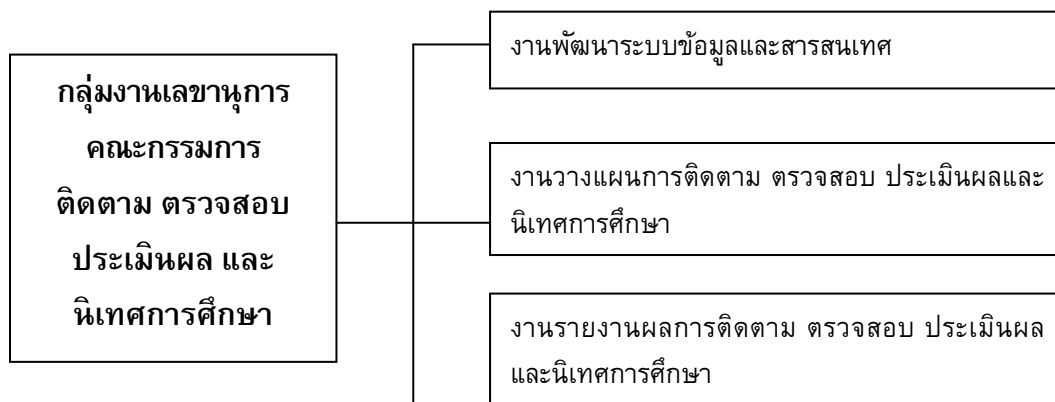 กลุ่มงานเลขานุการ
คณะกรรมการ
ติดตาม ตรวจสอบ
ประเมินผล และ
นิเทศการศึกษา
งานพัฒนาระบบข้อมูลและสารสนเทศ
งานวางแผนการติดตาม ตรวจสอบ ประเมินผลและ
นิเทศการศึกษา
งานรายงานผลการติดตาม ตรวจสอบ ประเมินผล
และนิเทศการศึกษา